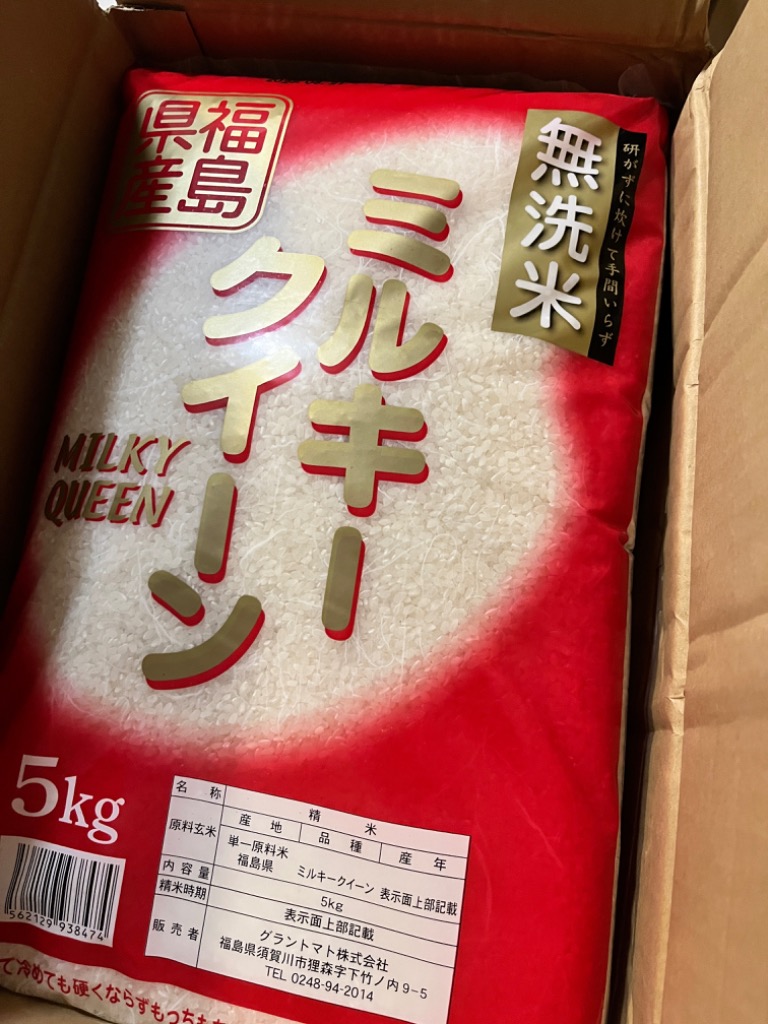 福島
県産
無洗米
研がずに炊けて手間いらず
ミルキー
クイーン
MILKY
QUEEN
5kg
名 称 精 米
原料玄米 産 地 品 種 産 年
単一原料米
福島県 ミルキークイーン 表示面上部記載
内 容 量 5kg
精米時期 表示面上部記載
販 売 者 グラントマト株式会社
福島県須賀川市狸森字下竹ノ内9-5
TEL 0248-94-2014
562129 938474
て冷めても硬くならずもっちも